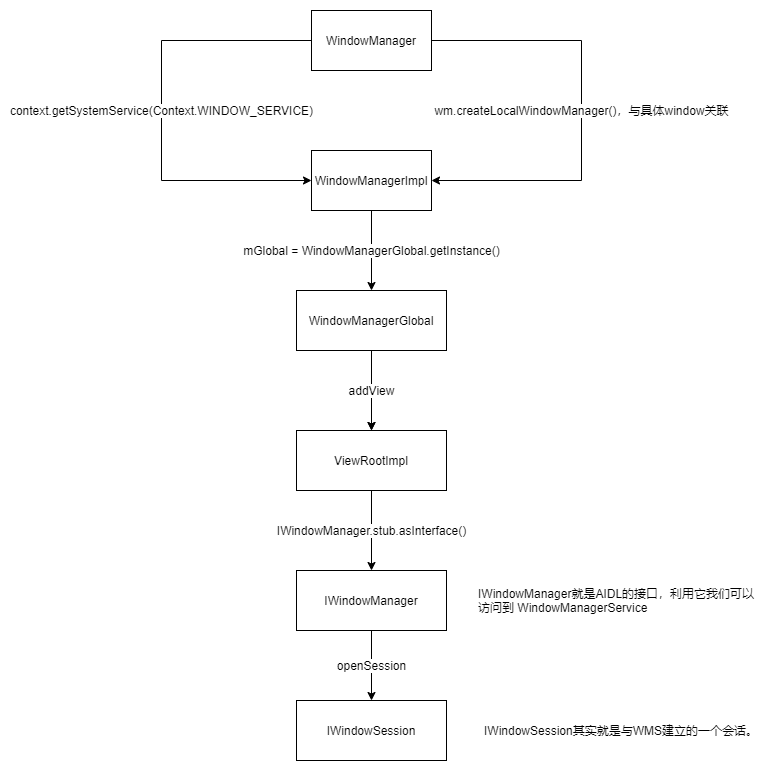 WindowManager
context.getSystemService(Context.WINDOW_SERVICE)
wm.createLocalWindowManager()，与具体window关联
WindowManagerImpl
mGlobal = WindowManagerGlobal.getInstance()
WindowManagerGlobal
addView
ViewRootImpl
IWindowManager.stub.asInterface()
IWindowManager
IWindowManager就是AIDL的接口，利用它我们可以
访问到 WindowManagerService
openSession
IWindowSession
IWindowSession其实就是与WMS建立的一个会话。